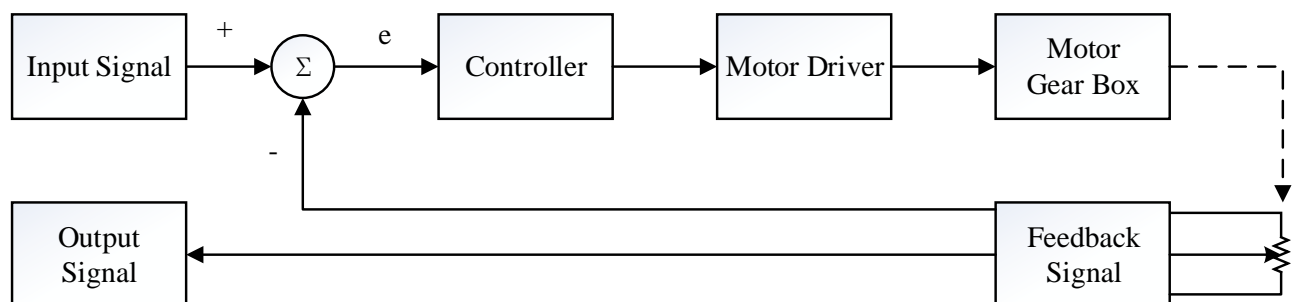 +
e
Input Signal
Σ
Controller
Motor Driver
Motor
Gear Box
-
Output
Signal
Feedback
Signal